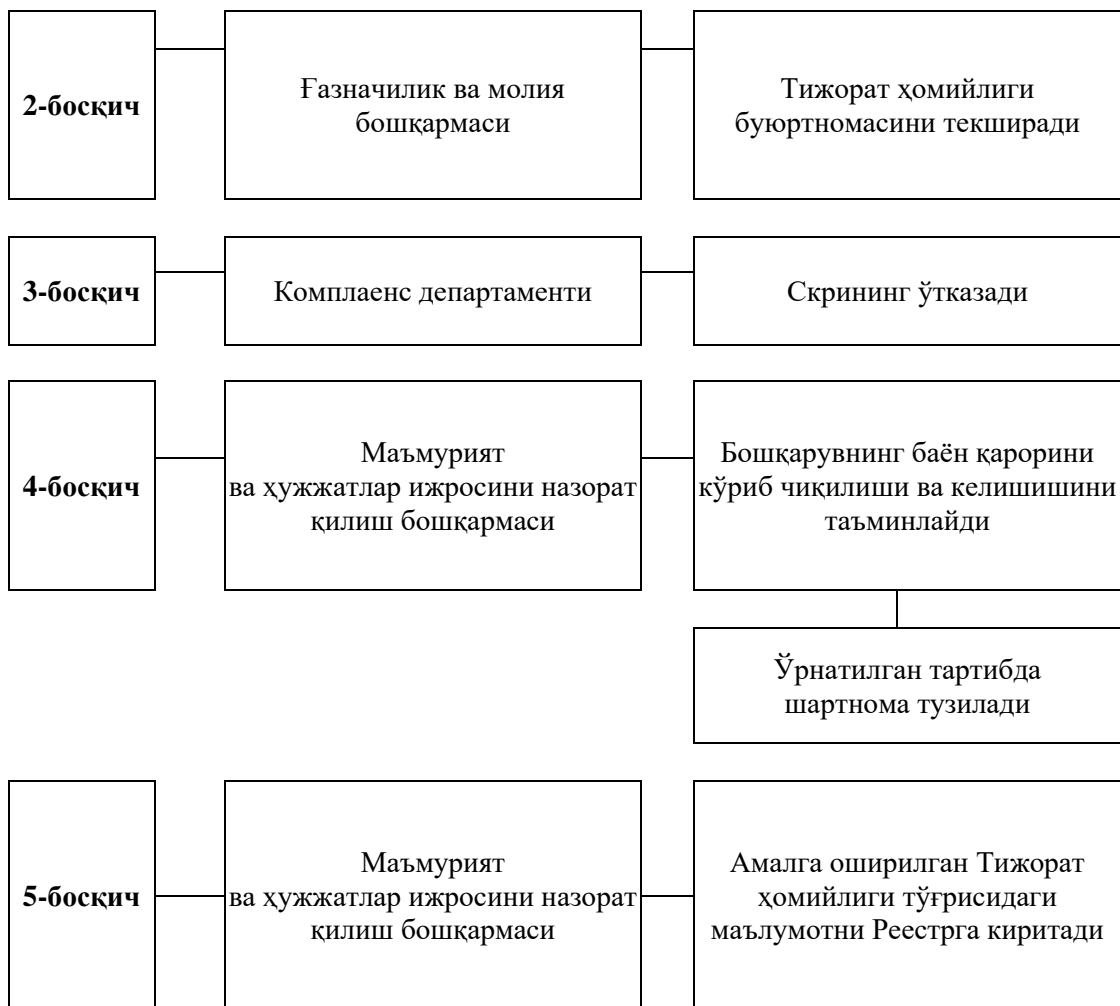 2-босқич
Ғазначилик ва молия
бошқармаси
Тижорат ҳомийлиги
буюртномасини текширади
3-босқич
Комплаенс департаменти
Скрининг ўтказади
4-босқич
Маъмурият
ва ҳужжатлар ижросини назорат
қилиш бошқармаси
Бошқарувнинг баён қарорини
кўриб чиқилиши ва келишишини
таъминлайди
Ўрнатилган тартибда
шартнома тузилади
5-босқич
Маъмурият
ва ҳужжатлар ижросини назорат
қилиш бошқармаси
Амалга оширилган Тижорат
ҳомийлиги тўғрисидаги
маълумотни Реестрга киритади